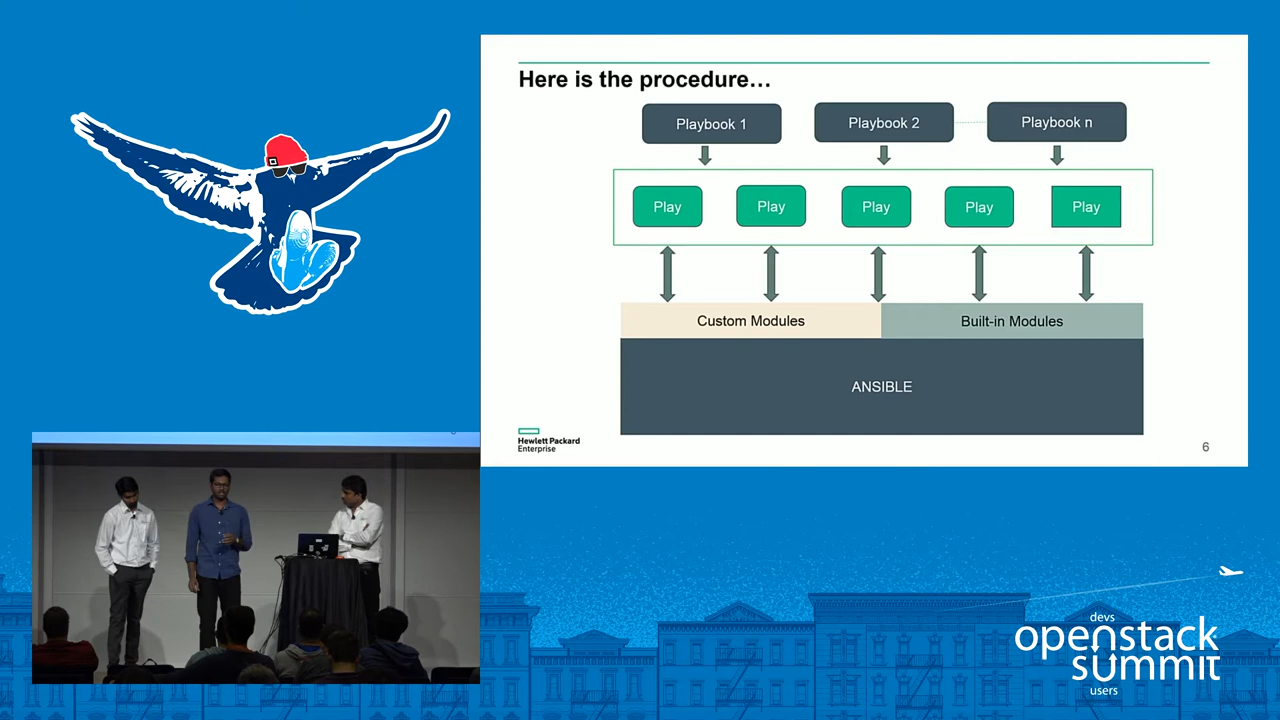 Here is the procedure…
Playbook 1
Playbook 2
Playbook n
Play
Play
Play
Play
Play
Custom Modules
Built-in Modules
ANSIBLE
Hewlett Packard
Enterprise
6
devs
openstack
summit
users